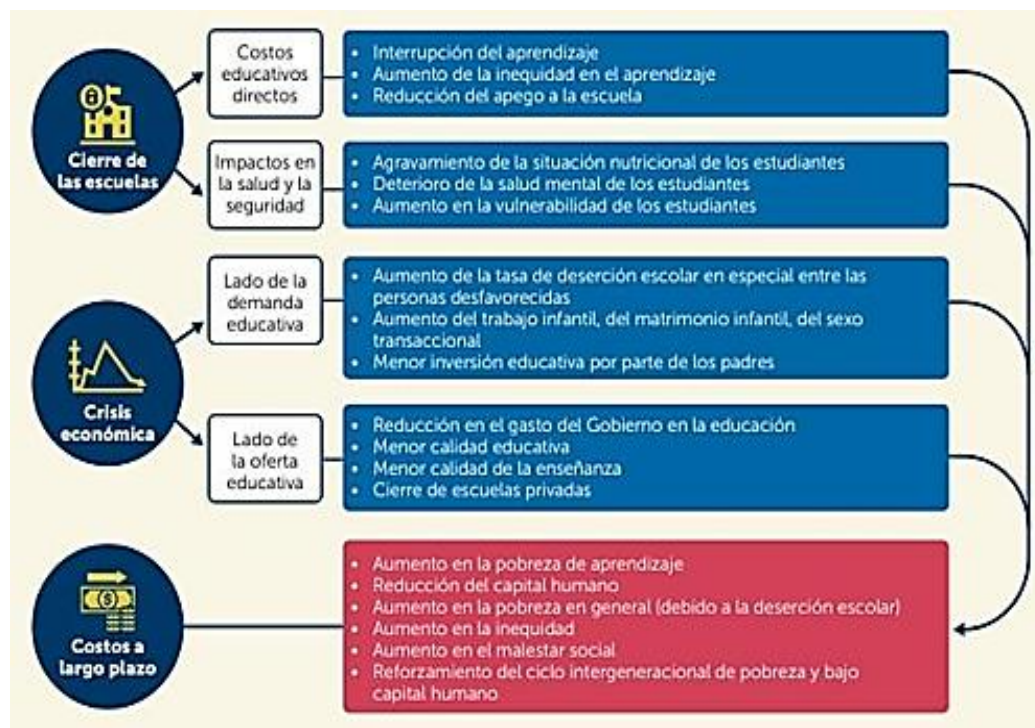 Cierre de
las escuelas
Costos
educativos
directos
• Interrupción del aprendizaje
• Aumento de la inequidad en el aprendizaje
• Reducción del apego a la escuela
Impactos en
la salud y la
seguridad
• Agravamiento de la situación nutricional de los estudiantes
• Deterioro de la salud mental de los estudiantes
• Aumento en la vulnerabilidad de los estudiantes
Crisis
económica
Lado de la
demanda
educativa
• Aumento de la tasa de deserción escolar en especial entre las
personas desfavorecidas
• Aumento del trabajo infantil, del matrimonio infantil, del sexo
transaccional
• Menor inversión educativa por parte de los padres
Lado de
la oferta
educativa
• Reducción en el gasto del Gobierno en la educación
• Menor calidad educativa
• Menor calidad de la enseñanza
• Cierre de escuelas privadas
Costos a
largo plazo
• Aumento en la pobreza de aprendizaje
• Reducción del capital humano
• Aumento en la pobreza en general (debido a la deserción escolar)
• Aumento en la inequidad
• Aumento en el malestar social
• Reforzamiento del ciclo intergeneracional de pobreza y bajo
capital humano